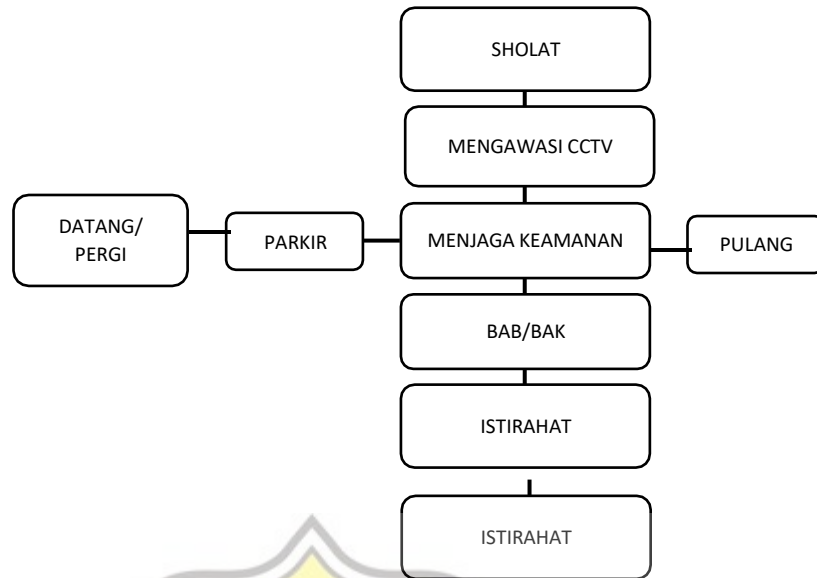 SHOLAT
MENGAWASI CCTV
DATANG/
PERGI
PARKIR
MENJAGA KEAMANAN
PULANG
BAB/BAK
ISTIRAHAT
ISTIRAHAT